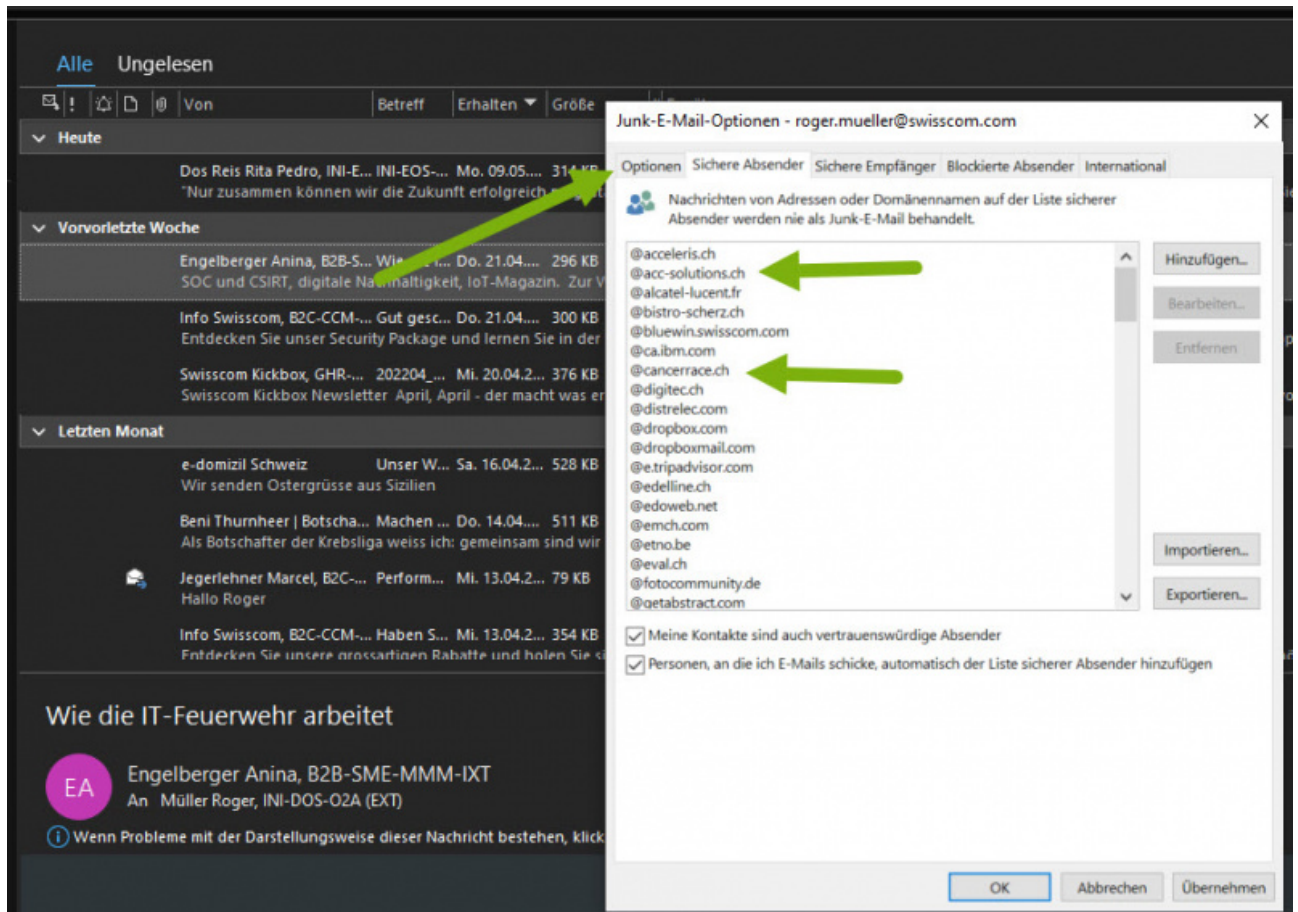 Alle Ungelesen
! Von Betreff Erhalten Größe
Heute
Dos Reis Rita Pedro, INI-E... INI-EOS-... Mo. 09.05.... 314 KB
"Nur zusammen können wir die Zukunft erfolgreich
Vorvorletzte Woche
Engelberger Anina, B2B-S... Do. 21.04.... 296 KB
SOC und CSIRT, digitale Nachhaltigkeit, IoT-Magazin. Zur
Info Swisscom, B2C-CCM-... Gut gesc... Do. 21.04.... 300 KB
Entdecken Sie unser Security Package und lernen Sie in der
Swisscom Kickbox, GHR-... 202204_... Mi. 20.04.2... 376 KB
Swisscom Kickbox Newsletter April, April - der macht was er
Letzten Monat
e-domizil Schweiz Unser W... Sa. 16.04.2... 528 KB
Wir senden Ostergrüsse aus Sizilien
Beni Thurnheer | Botscha... Machen ... Do. 14.04.... 511 KB
Als Botschafter der Krebsliga weiss ich: gemeinsam sind wir
Jegerlehner Marcel, B2C-... Perform... Mi. 13.04.2... 79 KB
Hallo Roger
Info Swisscom, B2C-CCM-... Haben S... Mi. 13.04.2... 354 KB
Entdecken Sie unsere grossartigen Rabatte und holen Sie
Wie die IT-Feuerwehr arbeitet
EA
Engelberger Anina, B2B-SME-MMM-IXT
An Müller Roger, INI-DOS-O2A (EXT)
Wenn Probleme mit der Darstellungsweise dieser Nachricht bestehen, klick
Junk-E-Mail-Optionen - roger.mueller@swisscom.com
Optionen Sichere Absender Sichere Empfänger Blockierte Absender International
Nachrichten von Adressen oder Domänennamen auf der Liste sicherer
Absender werden nie als Junk-E-Mail behandelt.
@acceleris.ch
@acc-solutions.ch
@alcatel-lucent.fr
@bistro-scherz.ch
@bluewin.swisscom.com
@ca.ibm.com
@cancerrace.ch
@digitec.ch
@distrelec.com
@dropbox.com
@dropboxmail.com
@e.tripadvisor.com
@edelline.ch
@edoweb.net
@emch.com
@etno.be
@eval.ch
@fotocommunity.de
@getabstract.com
Hinzufügen...
Bearbeiten...
Entfernen
Importieren...
Exportieren...
Meine Kontakte sind auch vertrauenswürdige Absender
Personen, an die ich E-Mails schicke, automatisch der Liste sicherer Absender hinzufügen
OK Abbrechen Übernehmen